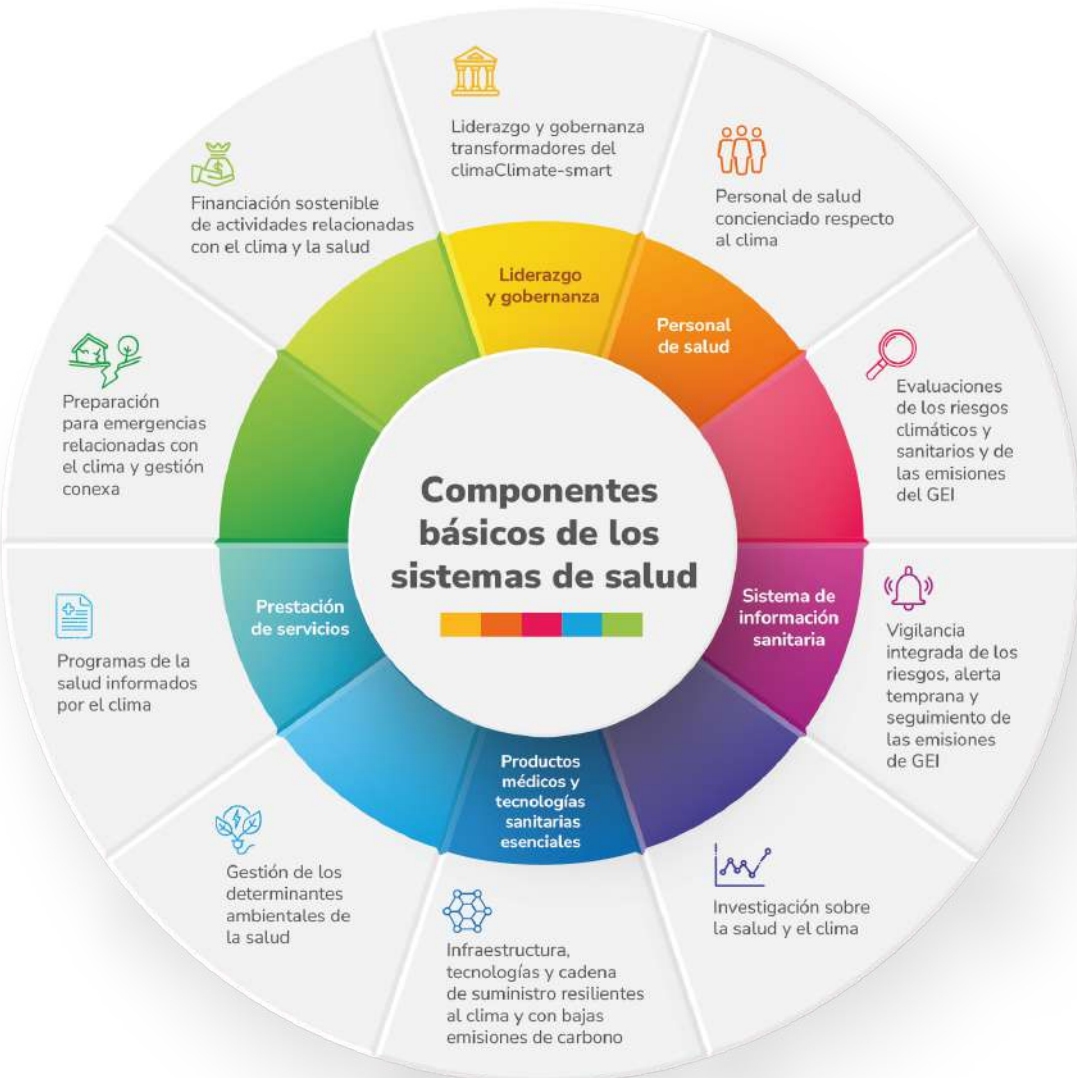 Liderazgo y gobernanza
transformadores del
climaClimate-smart
Personal de salud
concienciado respecto
al clima
Evaluaciones
de los riesgos
climáticos y
sanitarios y de
las emisiones
del GEI
Vigilancia
integrada de los
riesgos, alerta
temprana y
seguimiento de
las emisiones
de GEI
Investigación sobre
la salud y el clima
Infraestructura,
tecnologías y cadena
de suministro resilientes
al clima y con bajas
emisiones de carbono
Gestión de los
determinantes
ambientales de
la salud
Programas de la
salud informados
por el clima
Preparación
para emergencias
relacionadas con
el clima y gestión
conexa
Financiación sostenible
de actividades relacionadas
con el clima y la salud
Liderazgo
y gobernanza
Personal
de salud
Sistema de
información
sanitaria
Productos
médicos y
tecnologías
sanitarias
esenciales
Prestación
de servicios
Componentes
básicos de los
sistemas de salud